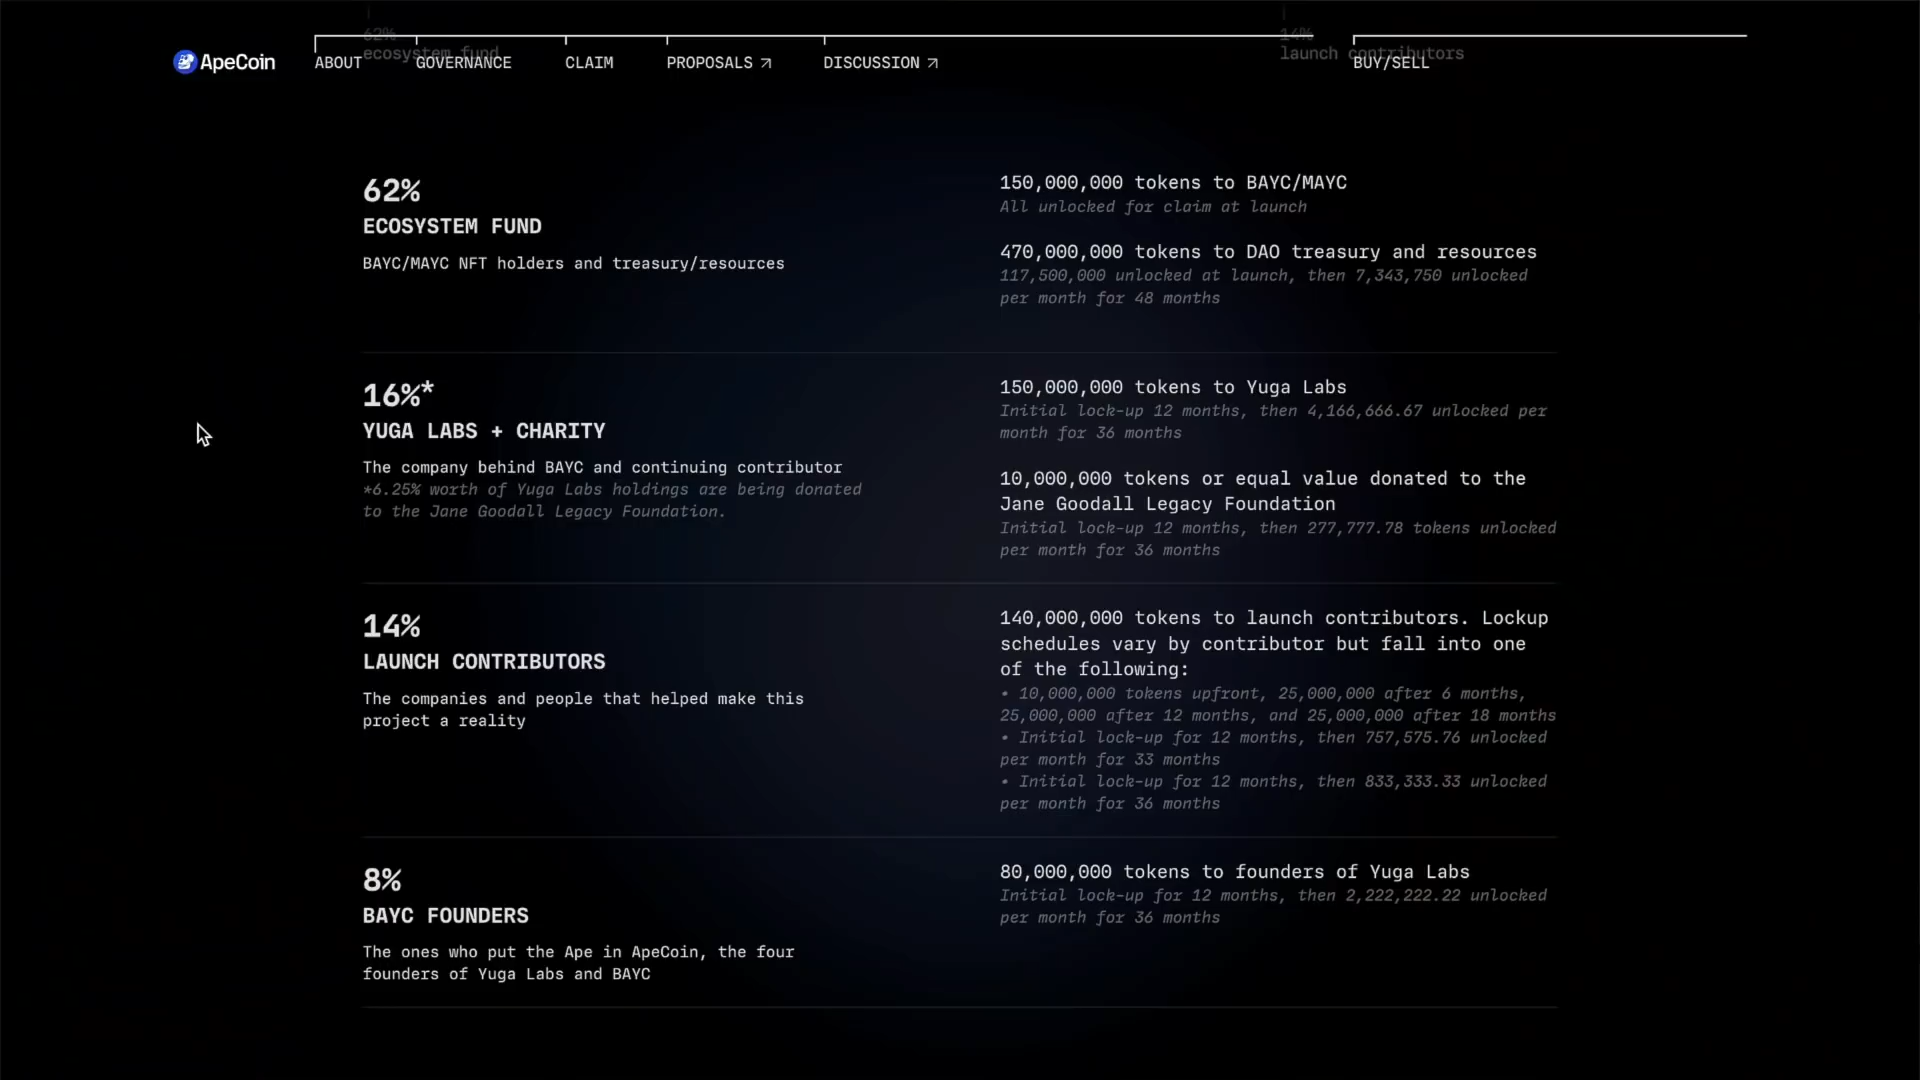 62%
14%
ecosystem fund
launch contributors
ApeCoin
ABOUT
GOVERNANCE
CLAIM
PROPOSALS ↗
DISCUSSION ↗
BUY/SELL
62%
ECOSYSTEM FUND
BAYC/MAYC NFT holders and treasury/resources
150,000,000 tokens to BAYC/MAYC
All unlocked for claim at launch
470,000,000 tokens to DAO treasury and resources
117,500,000 unlocked at launch, then 7,343,750 unlocked
per month for 48 months
16%*
YUGA LABS + CHARITY
The company behind BAYC and continuing contributor
*6.25% worth of Yuga Labs holdings are being donated
to the Jane Goodall Legacy Foundation.
150,000,000 tokens to Yuga Labs
Initial lock-up 12 months, then 4,166,666.67 unlocked per
month for 36 months
10,000,000 tokens or equal value donated to the
Jane Goodall Legacy Foundation
Initial lock-up 12 months, then 277,777.78 tokens unlocked
per month for 36 months
14%
LAUNCH CONTRIBUTORS
The companies and people that helped make this
project a reality
140,000,000 tokens to launch contributors. Lockup
schedules vary by contributor but fall into one
of the following:
• 10,000,000 tokens upfront, 25,000,000 after 6 months,
25,000,000 after 12 months, and 25,000,000 after 18 months
• Initial lock-up for 12 months, then 757,575.76 unlocked
per month for 33 months
• Initial lock-up for 12 months, then 833,333.33 unlocked
per month for 36 months
8%
BAYC FOUNDERS
The ones who put the Ape in ApeCoin, the four
founders of Yuga Labs and BAYC
80,000,000 tokens to founders of Yuga Labs
Initial lock-up for 12 months, then 2,222,222.22 unlocked
per month for 36 months